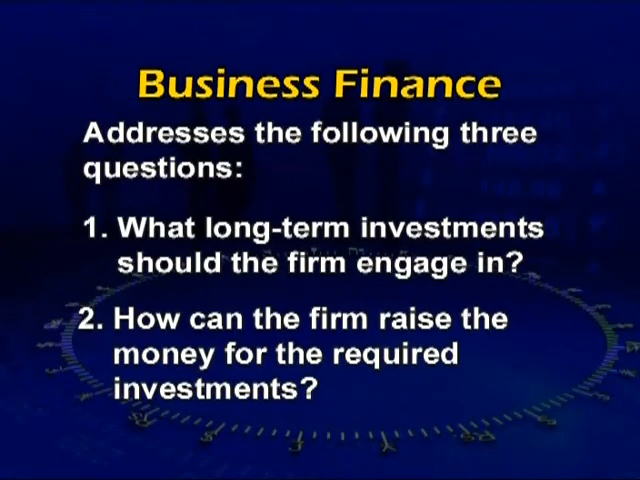 Business Finance
Addresses the following three
questions:
1. What long-term investments
should the firm engage in?
2. How can the firm raise the
money for the required
investments?